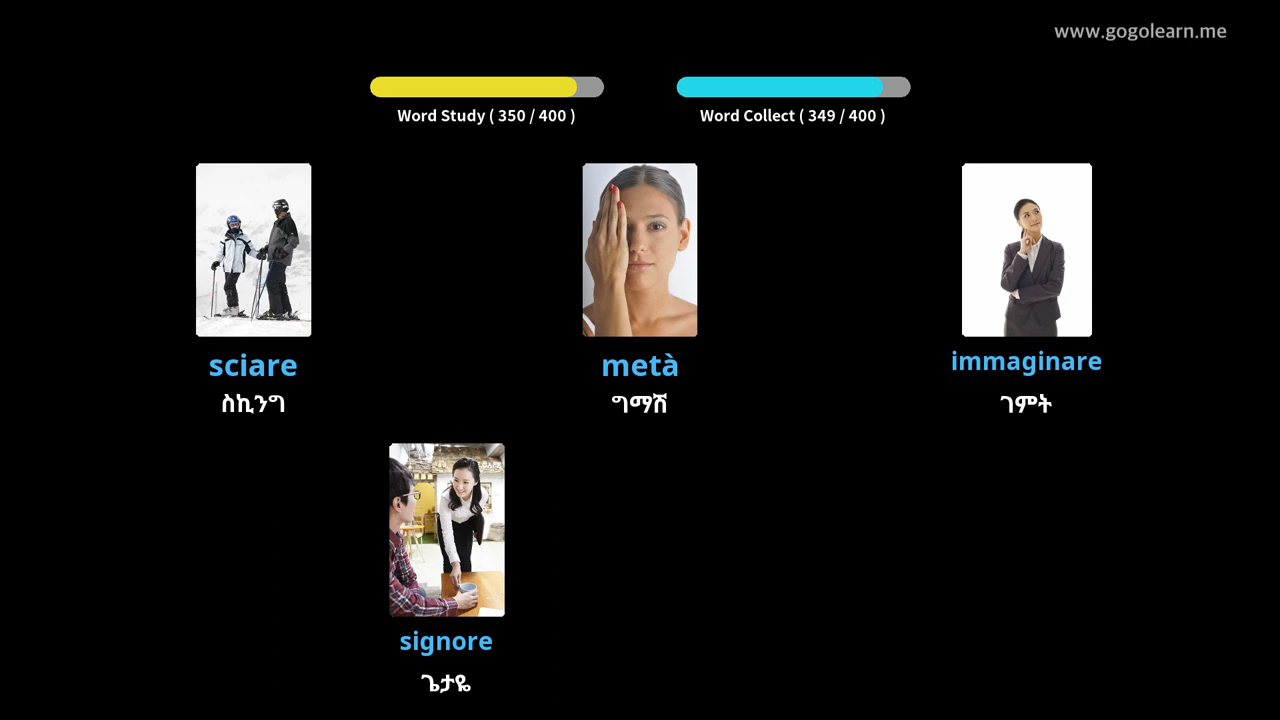 www.gogolearn.me
Word Study ( 350 / 400 )
Word Collect ( 349 / 400 )
sciare
ስኪንግ
metà
ግማሽ
immaginare
ገምት
signore
ጌታዬ